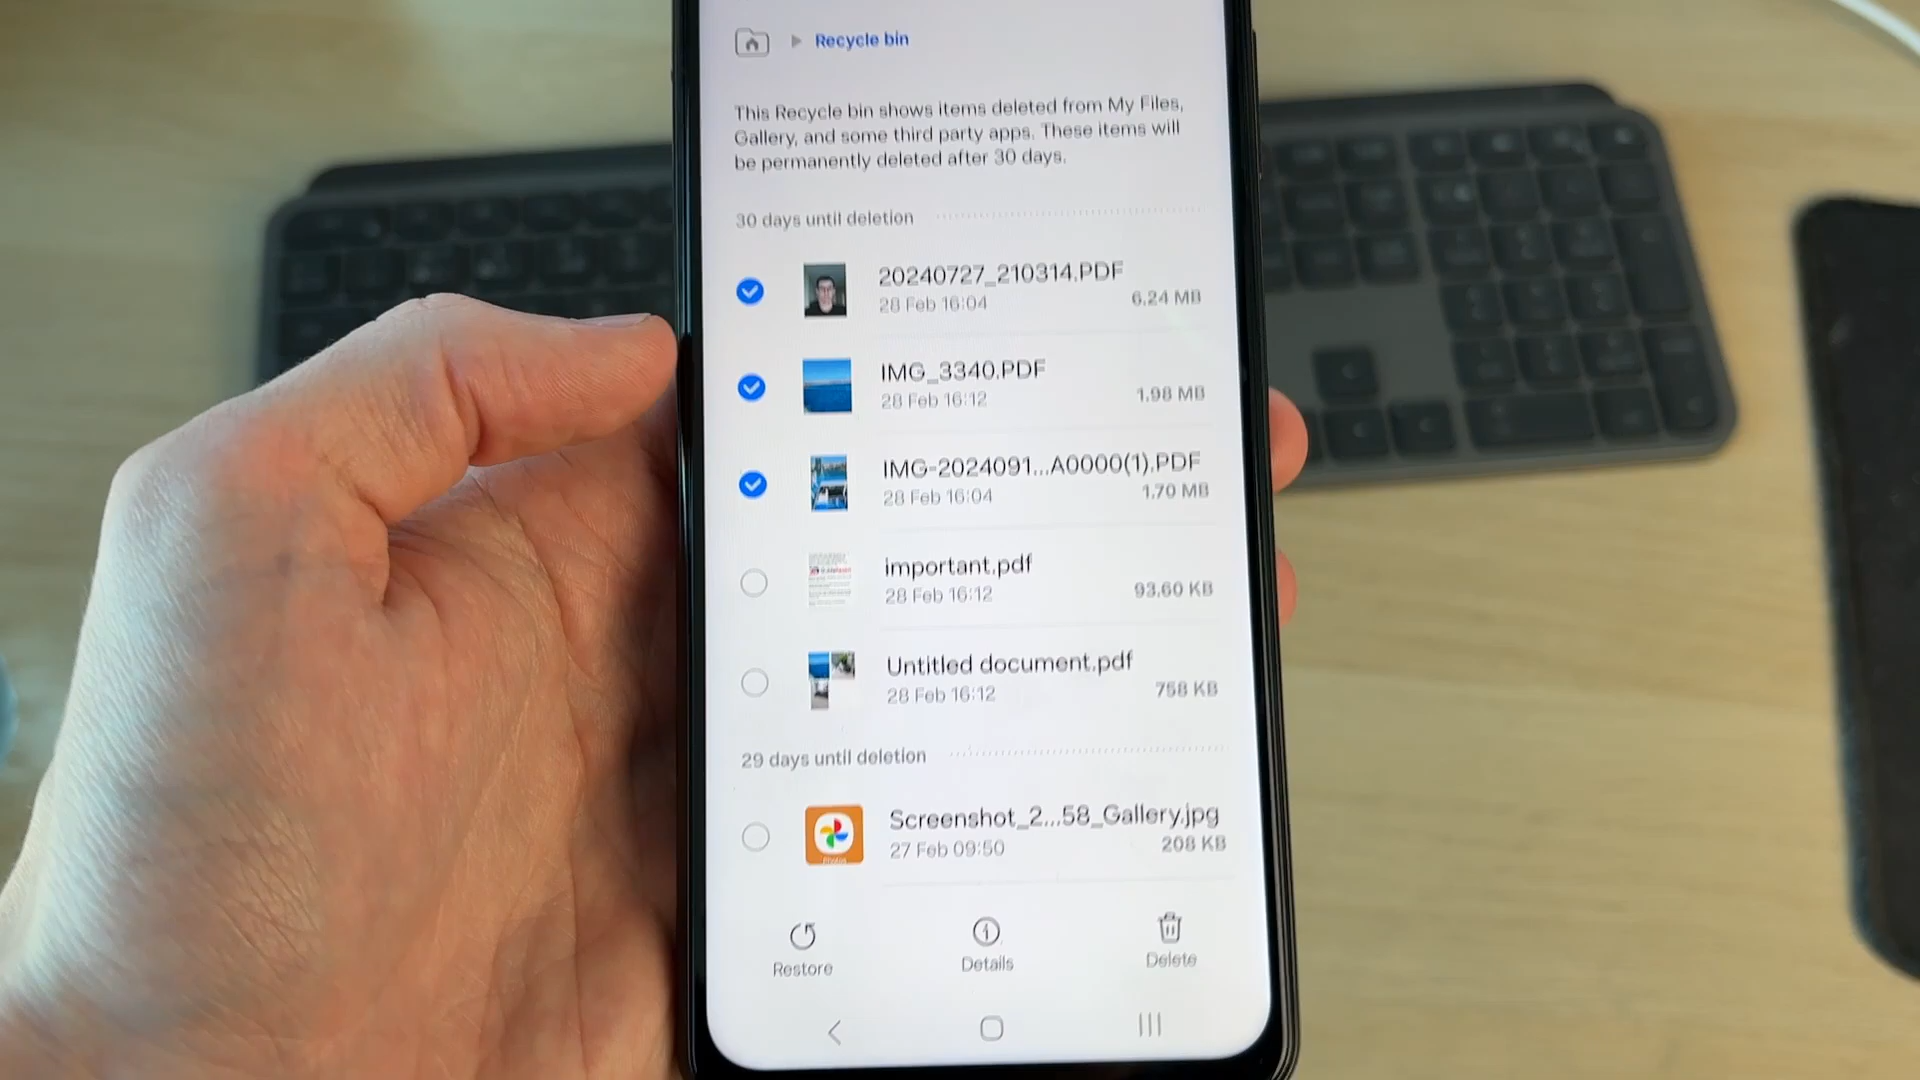 Recycle bin
This Recycle bin shows items deleted from My Files,
Gallery, and some third party apps. These items will
be permanently deleted after 30 days.
30 days until deletion
20240727_210314.PDF
28 Feb 16:04 6.24 MB
IMG_3340.PDF
28 Feb 16:12 1.98 MB
IMG-2024091...A0000(1).PDF
28 Feb 16:04 1.70 MB
important.pdf
28 Feb 16:12 93.60 KB
Untitled document.pdf
28 Feb 16:12 758 KB
29 days until deletion
Screenshot_2...58_Gallery.jpg
27 Feb 09:50 208 KB
Photos
Restore Details Delete